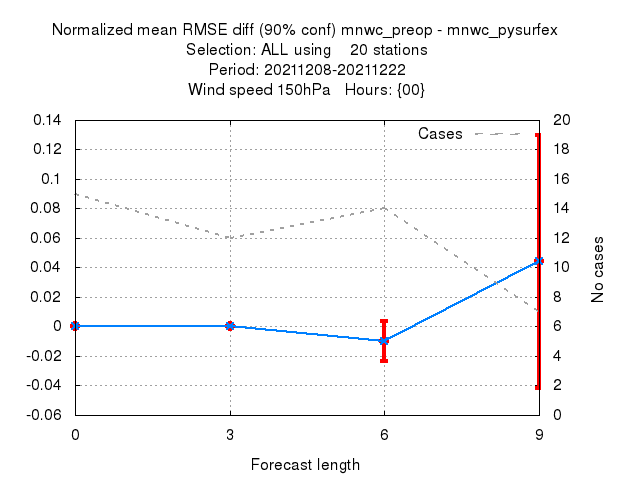 Normalized mean RMSE diff (90% conf) mnwc_preop - mnwc_pysurfex
Selection: ALL using    20 stations
Period: 20211208-20211222
Wind speed 150hPa   Hours: {00}
Cases
0.14
0.12
0.1
0.08
0.06
0.04
0.02
0
-0.02
-0.04
-0.06
20
18
16
14
12
10
8
6
4
2
0
No cases
0 3 6 9
Forecast length